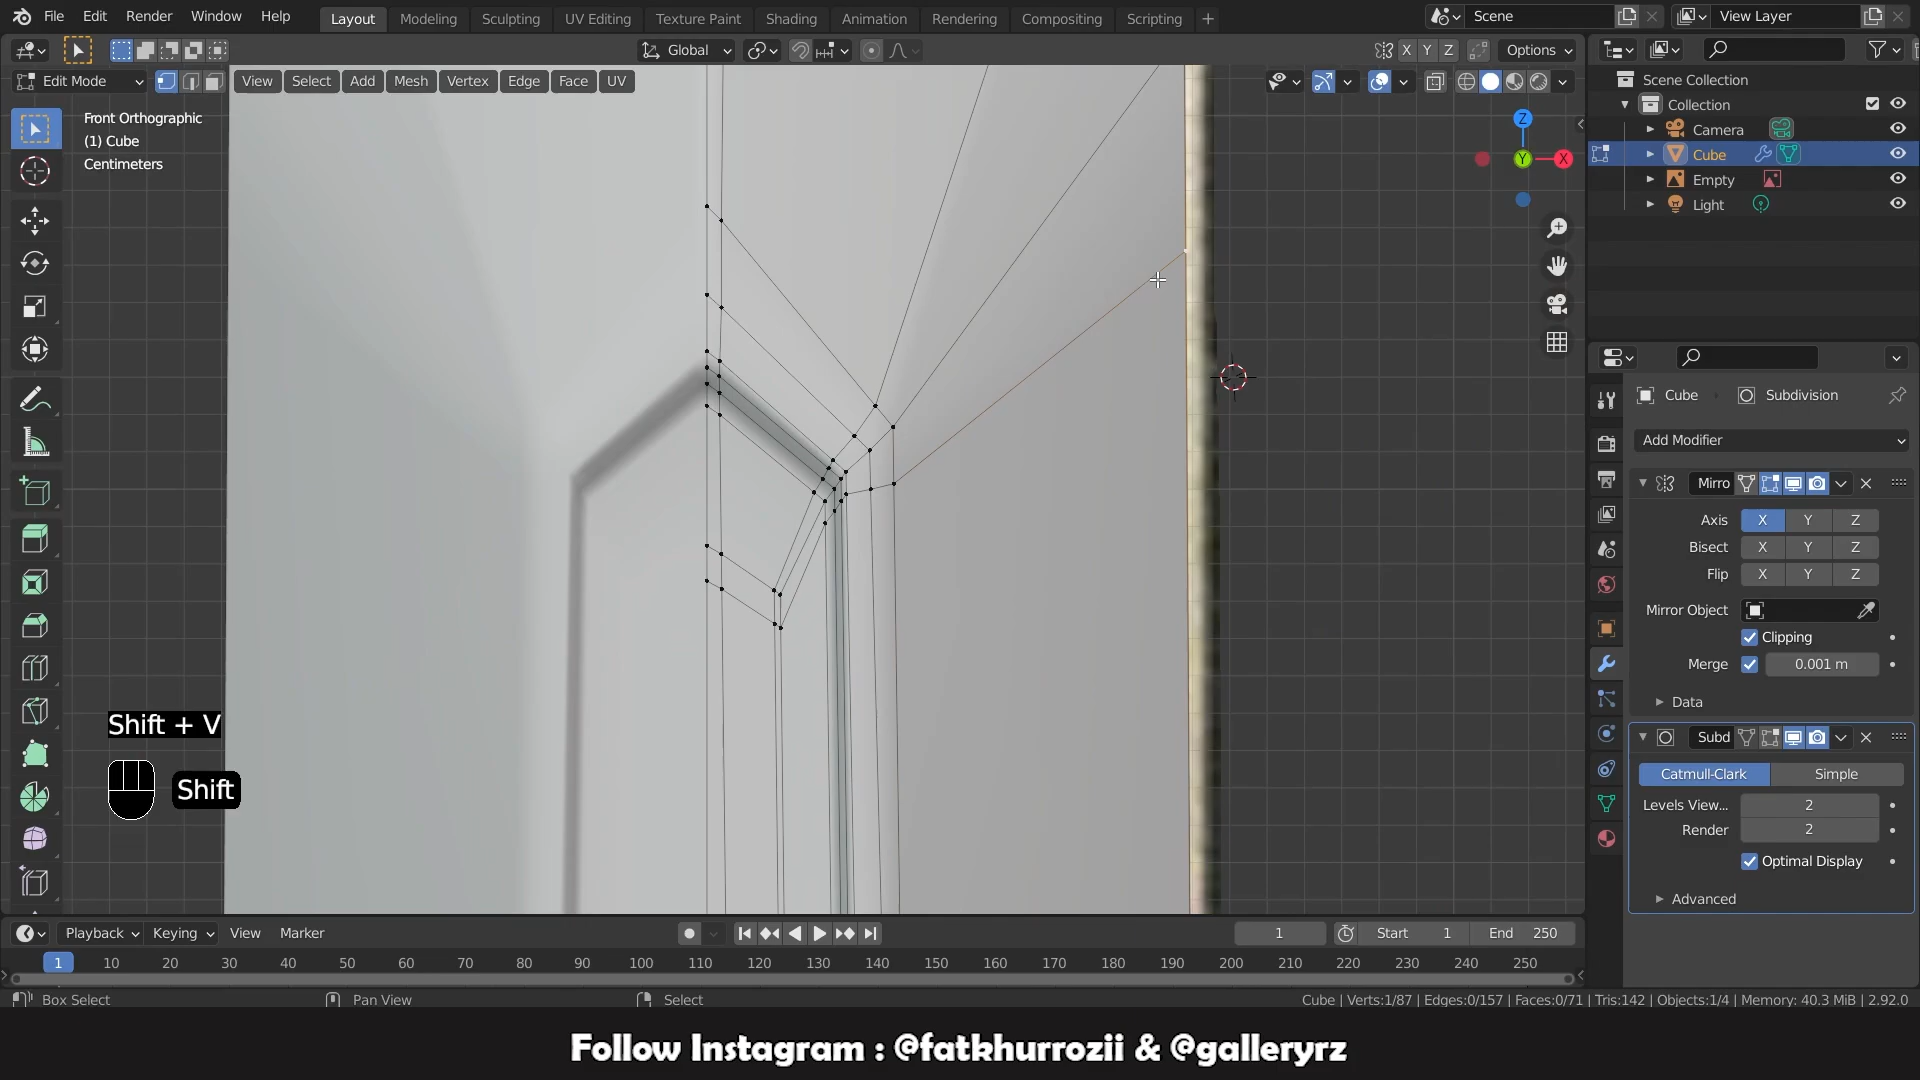 File Edit Render Window Help Layout Modeling Sculpting UV Editing Texture Paint Shading Animation Rendering Compositing Scripting + Scene View Layer
Global X Y Z Options
Edit Mode View Select Add Mesh Vertex Edge Face UV
Front Orthographic
(1) Cube
Centimeters
Z
Y
X
Scene Collection
Collection
Camera
Cube
Empty
Light
Cube Subdivision
Add Modifier
Mirro
Axis X Y Z
Bisect X Y Z
Flip X Y Z
Mirror Object
Clipping
Merge 0.001 m
Data
Subd
Catmull-Clark Simple
Levels View... 2
Render 2
Optimal Display
Advanced
Shift + V
Shift
Playback Keying View Marker 1 Start 1 End 250
1 10 20 30 40 50 60 70 80 90 100 110 120 130 140 150 160 170 180 190 200 210 220 230 240 250
Box Select Pan View Select Cube | Verts:1/87 | Edges:0/157 | Faces:0/71 | Tris:142 | Objects:1/4 | Memory: 40.3 MiB | 2.92.0
Follow Instagram : @fatkhurrozii & @galleryrz